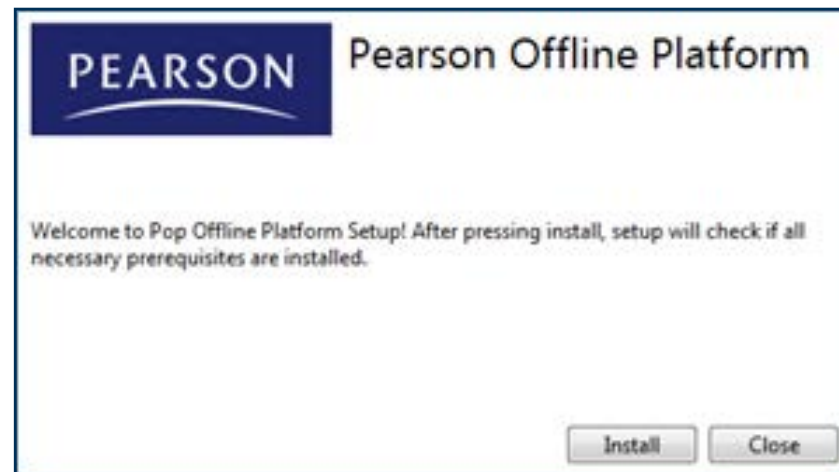 PEARSON
Pearson Offline Platform
Welcome to Pop Offline Platform Setup! After pressing install, setup will check if all
necessary prerequisites are installed.
Install
Close